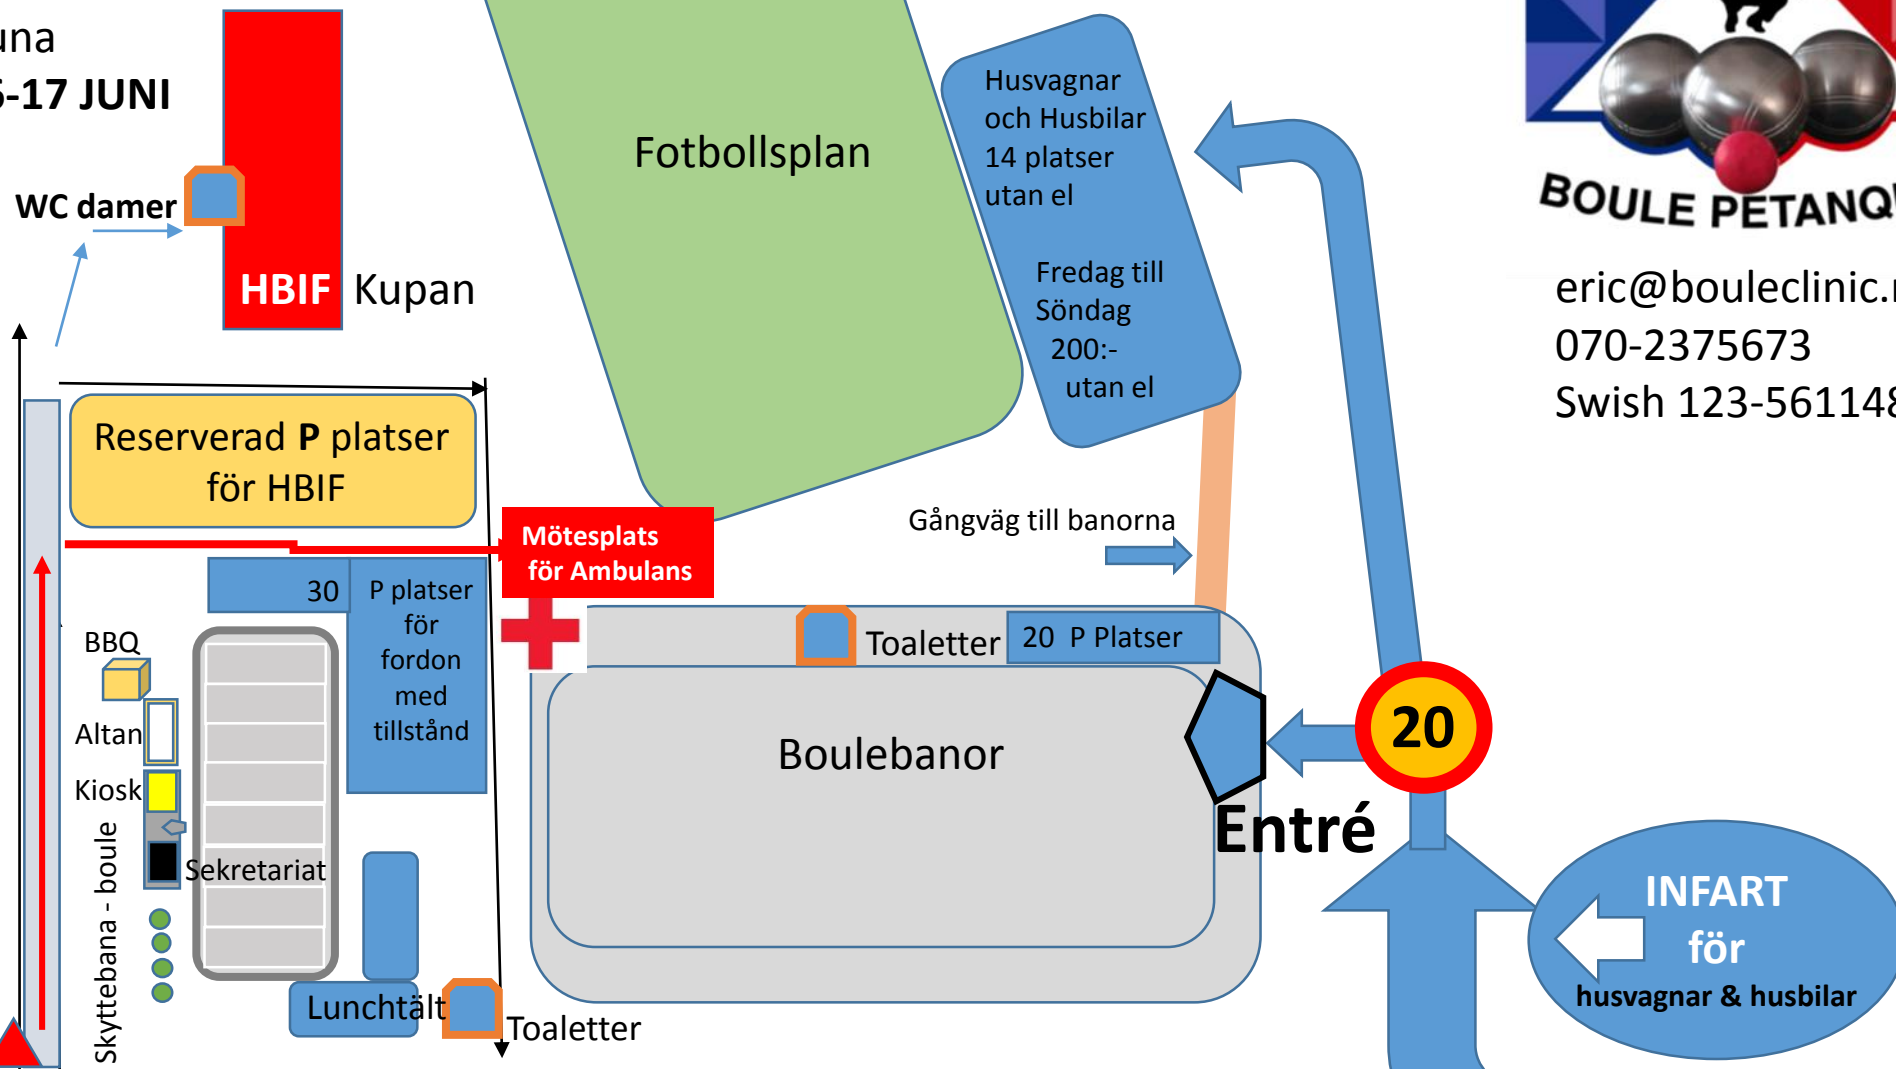 una
6-17 JUNI
WC damer
HBIF
Kupan
Fotbollsplan
Husvagnar
och Husbilar
14 platser
utan el
Fredag till
Söndag
200:-
utan el
BOULE PETANQU
eric@bouleclinic.n
070-2375673
Swish 123-561148
Reserverad P platser
för HBIF
Mötesplats
för Ambulans
Gångväg till banorna
30
P platser
för
fordon
med
tillstånd
BBQ
Altan
Kiosk
Sekretariat
Skyttebana - boule
Lunchtält
Toaletter
Toaletter
20 P Platser
Boulebanor
Entré
20
INFART
för
husvagnar & husbilar